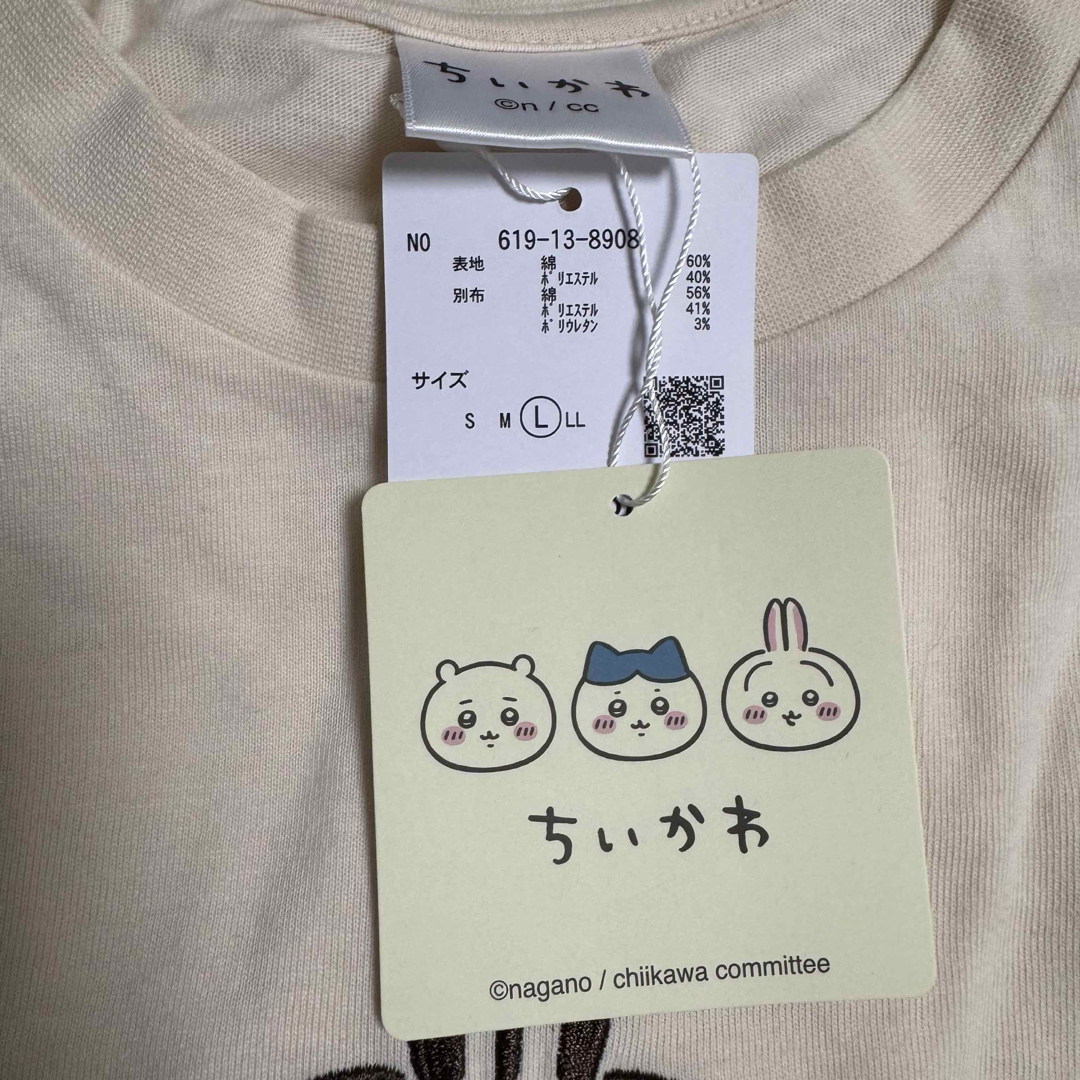 ちいかわ
©n / cc
NO 619-13-8908
表地 綿 60%
ポリエステル 40%
別布 綿 56%
ポリエステル 41%
ポリウレタン 3%
サイズ
S M L LL
ちいかわ
©nagano / chiikawa committee